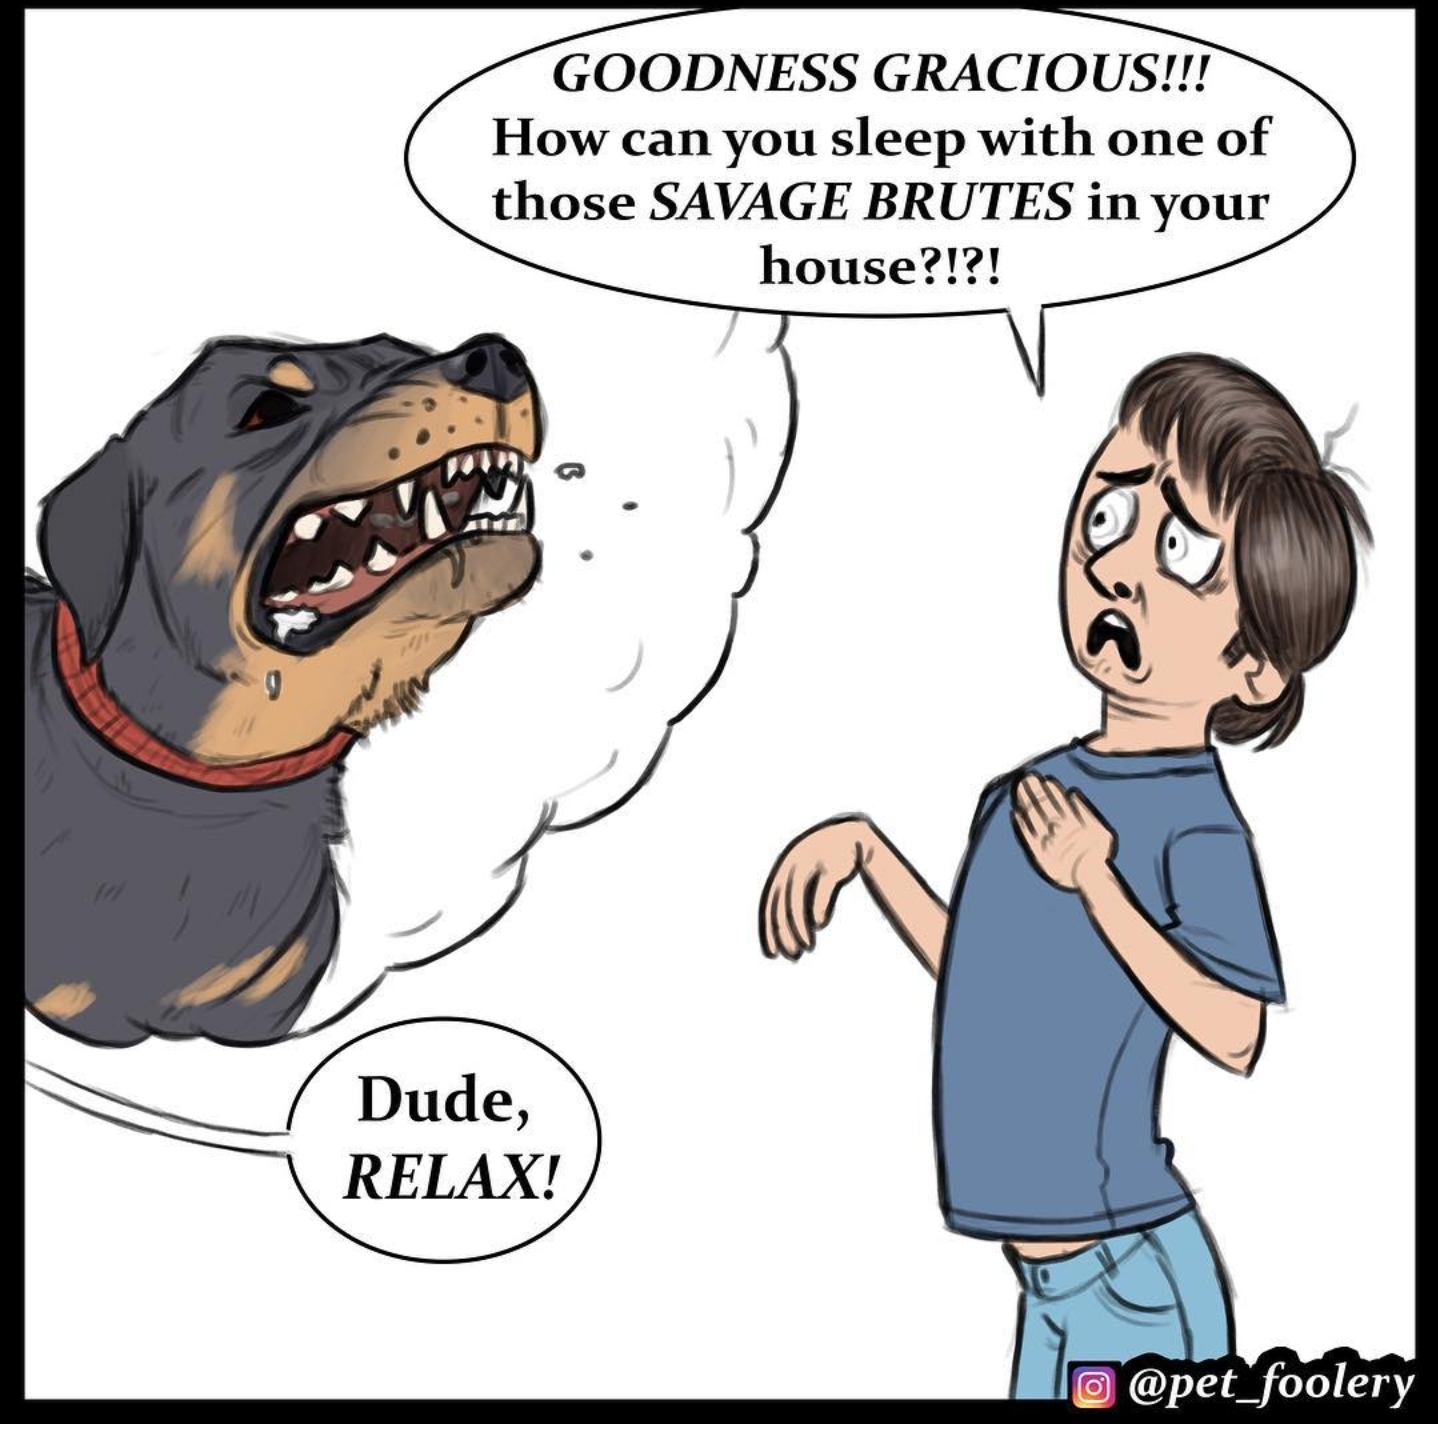 GOODNESS GRACIOUS!!!
How can you sleep with one of
those SAVAGE BRUTES in your
house?!?!
Dude,
RELAX!
@pet_foolery